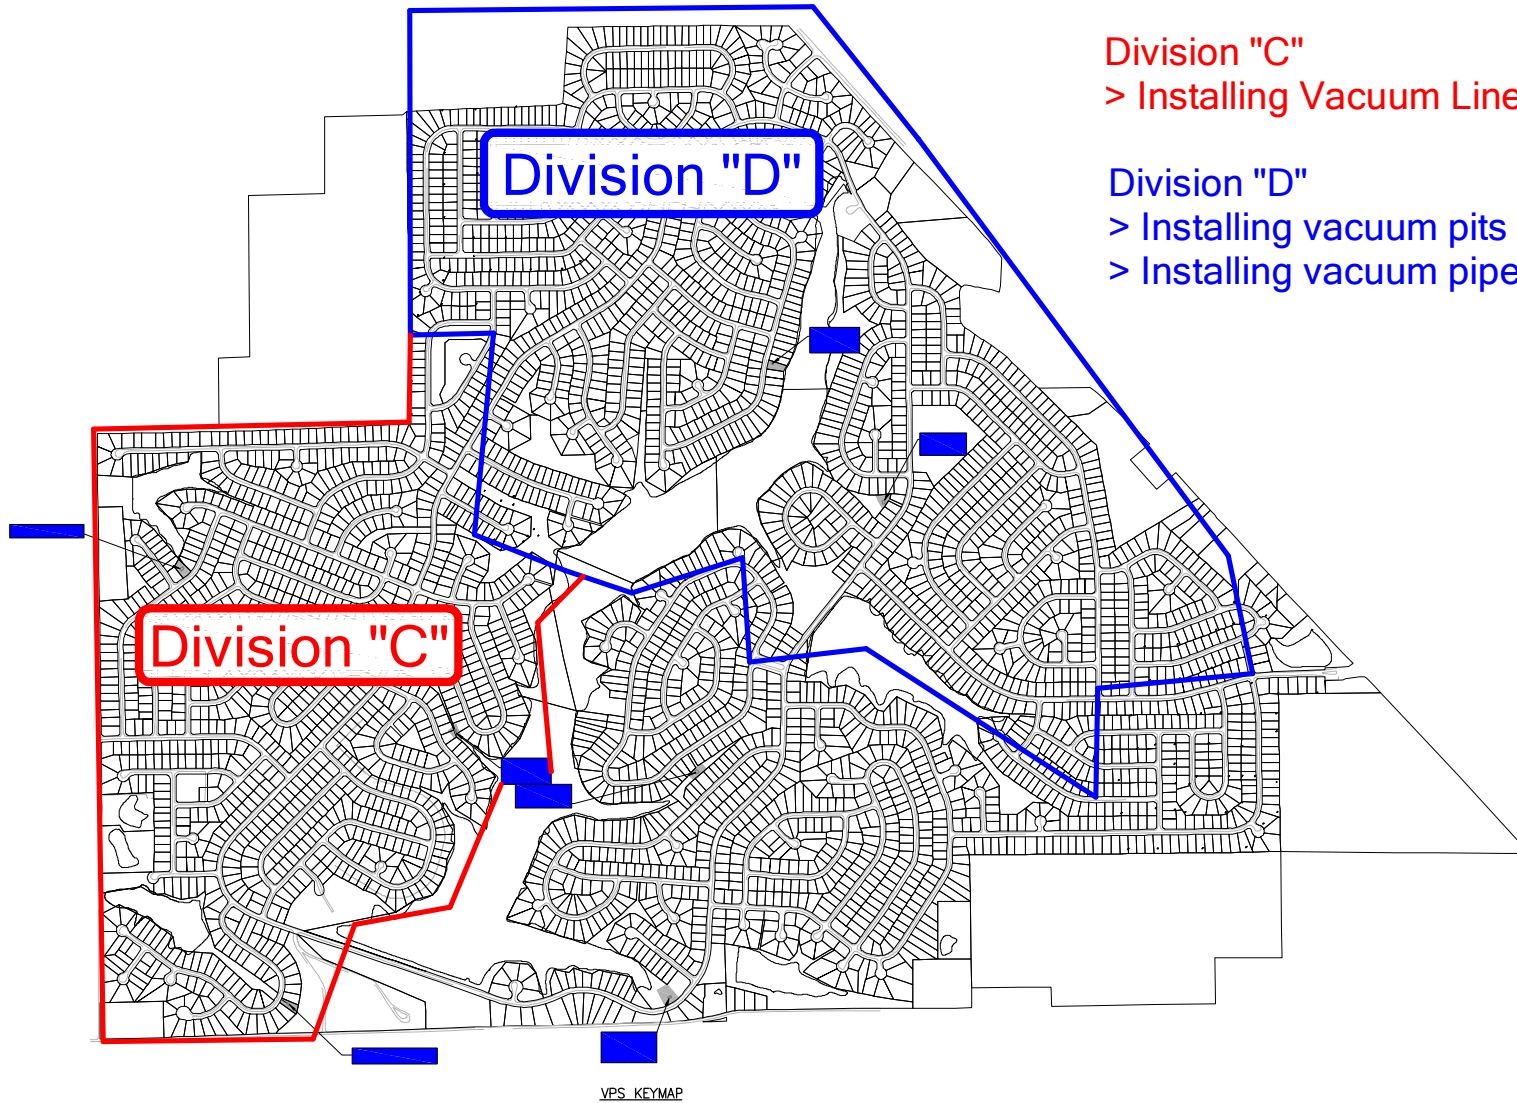 Division "C"
> Installing Vacuum Line
Division "D"
> Installing vacuum pits
> Installing vacuum pipe
Division "D"
Division "C"
VPS KEYMAP